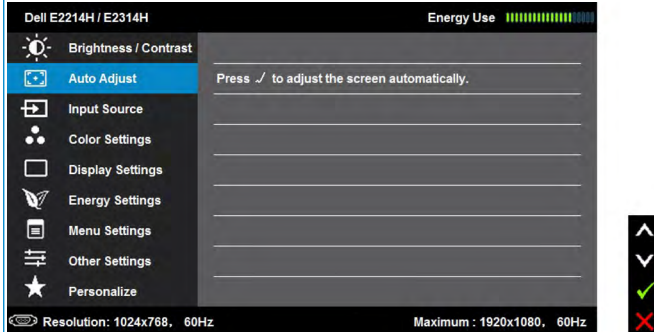 Dell E2214H / E2314H Energy Use
Brightness / Contrast
Auto Adjust Press ✓ to adjust the screen automatically.
Input Source
Color Settings
Display Settings
Energy Settings
Menu Settings
Other Settings
Personalize
Resolution: 1024x768, 60Hz Maximum : 1920x1080, 60Hz